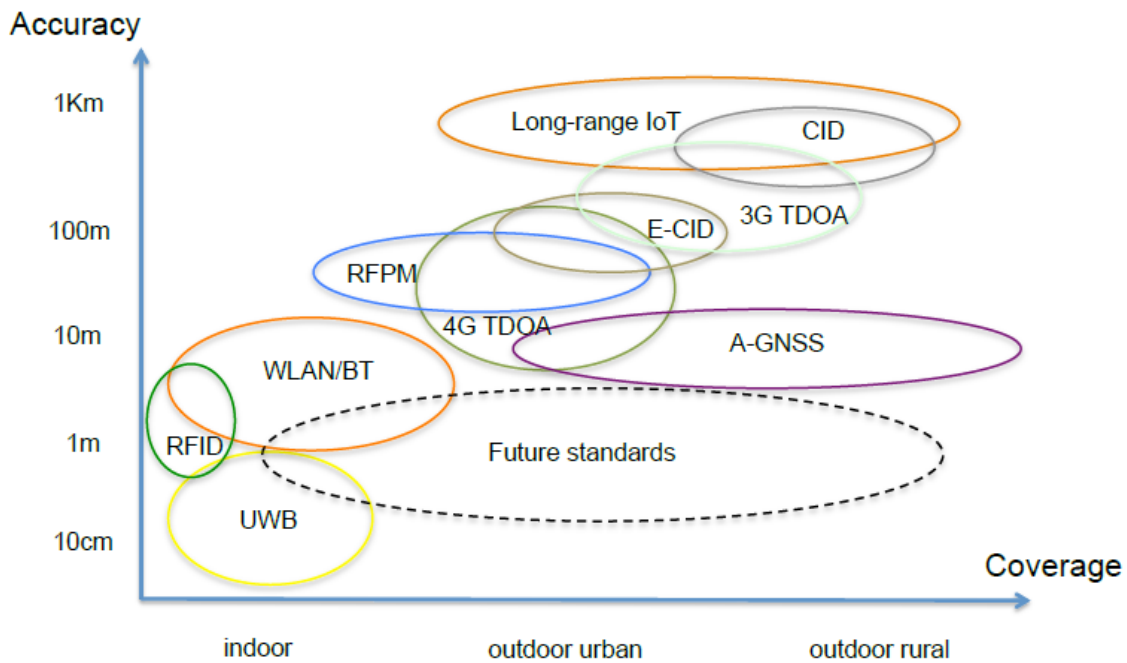 Accuracy
1Km
Long-range IoT
CID
3G TDOA
100m
E-CID
RFPM
10m
4G TDOA
A-GNSS
WLAN/BT
1m
RFID
Future standards
UWB
10cm
Coverage
indoor
outdoor urban
outdoor rural